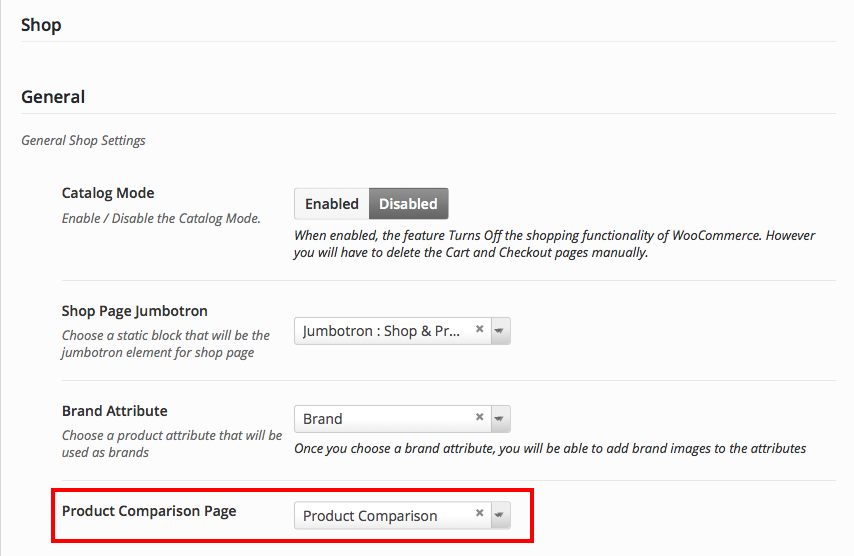 Shop
General
General Shop Settings
Catalog Mode
Enable / Disable the Catalog Mode.
Enabled Disabled
When enabled, the feature Turns Off the shopping functionality of WooCommerce. However
you will have to delete the Cart and Checkout pages manually.
Shop Page Jumbotron
Choose a static block that will be the
jumbotron element for shop page
Jumbotron : Shop & Pr... ×
Brand Attribute
Choose a product attribute that will be
used as brands
Brand ×
Once you choose a brand attribute, you will be able to add brand images to the attributes
Product Comparison Page
Product Comparison ×